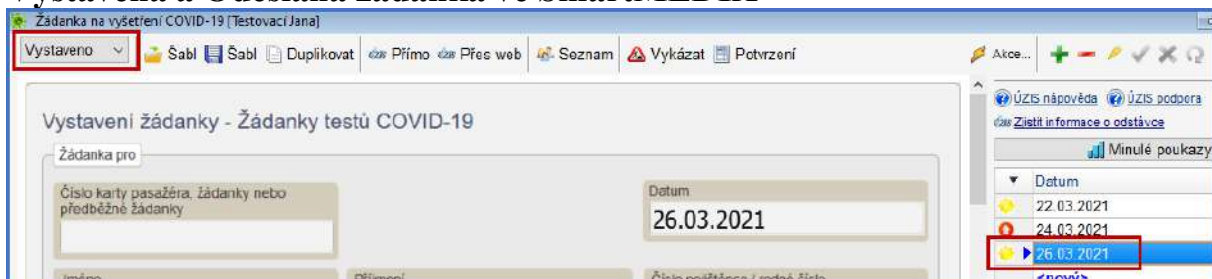 Žádanka na vyšetření COVID-19 [Testovací Jana]
Vystaveno Šabl Šabl Duplikovat Přímo Přes web Seznam Vykázat Potvrzení Akce...
ÚZIS nápověda ÚZIS podpora
Zjistit informace o odstávce
Vystavení žádanky - Žádanky testů COVID-19
Minulé poukazy
Žádanka pro
Datum
Číslo karty pasažéra, žádanky nebo
předběžné žádanky
Datum
26.03.2021
22.03.2021
24.03.2021
26.03.2021
<nový>
Příjmení